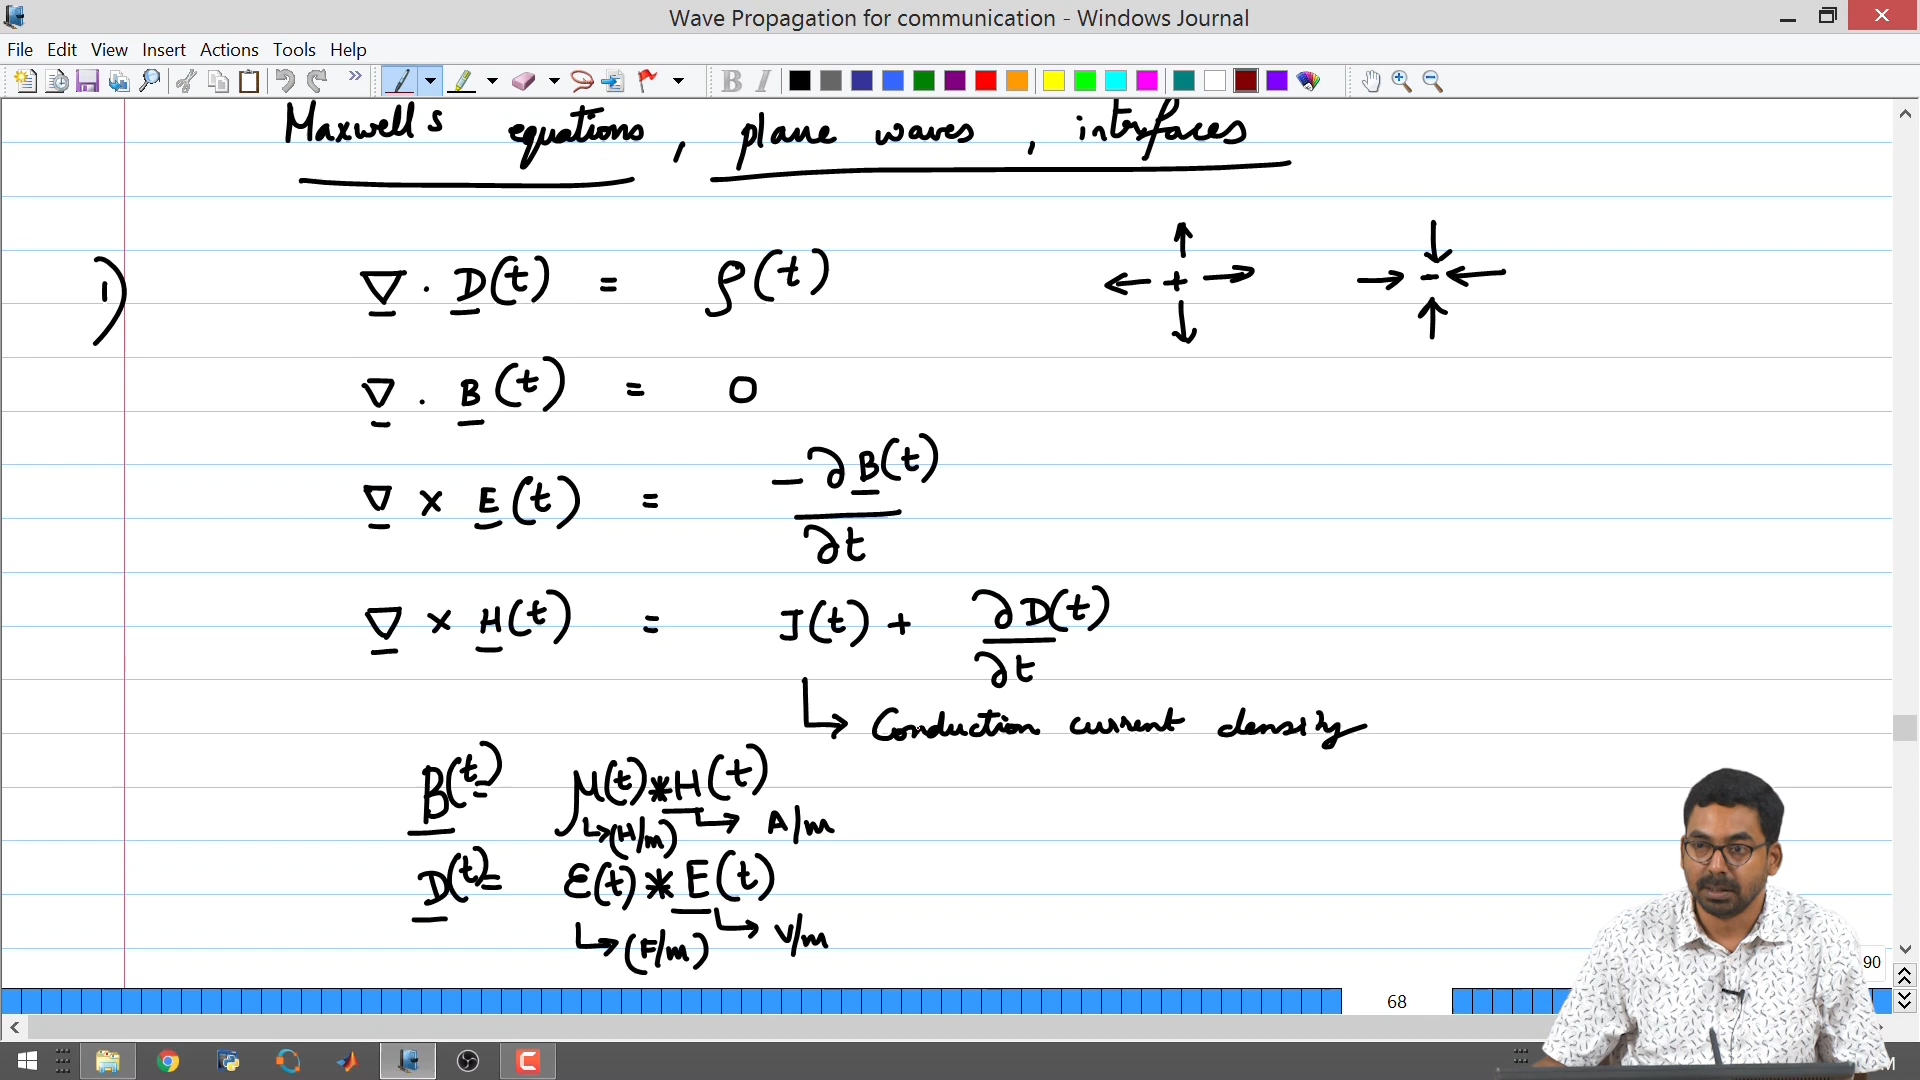 Wave Propagation for communication - Windows Journal
File Edit View Insert Actions Tools Help
Maxwell's equations, plane waves, interfaces
1) ∇ · D(t) = ρ(t)
+ -
∇ · B(t) = 0
∇ × E(t) = -∂B(t)/∂t
∇ × H(t) = J(t) + ∂D(t)/∂t
↳ Conduction current density
B(t) = μ(t) * H(t)
↳ (H/m) ↳ A/m
D(t) = ε(t) * E(t)
↳ (F/m) ↳ V/m
90
68